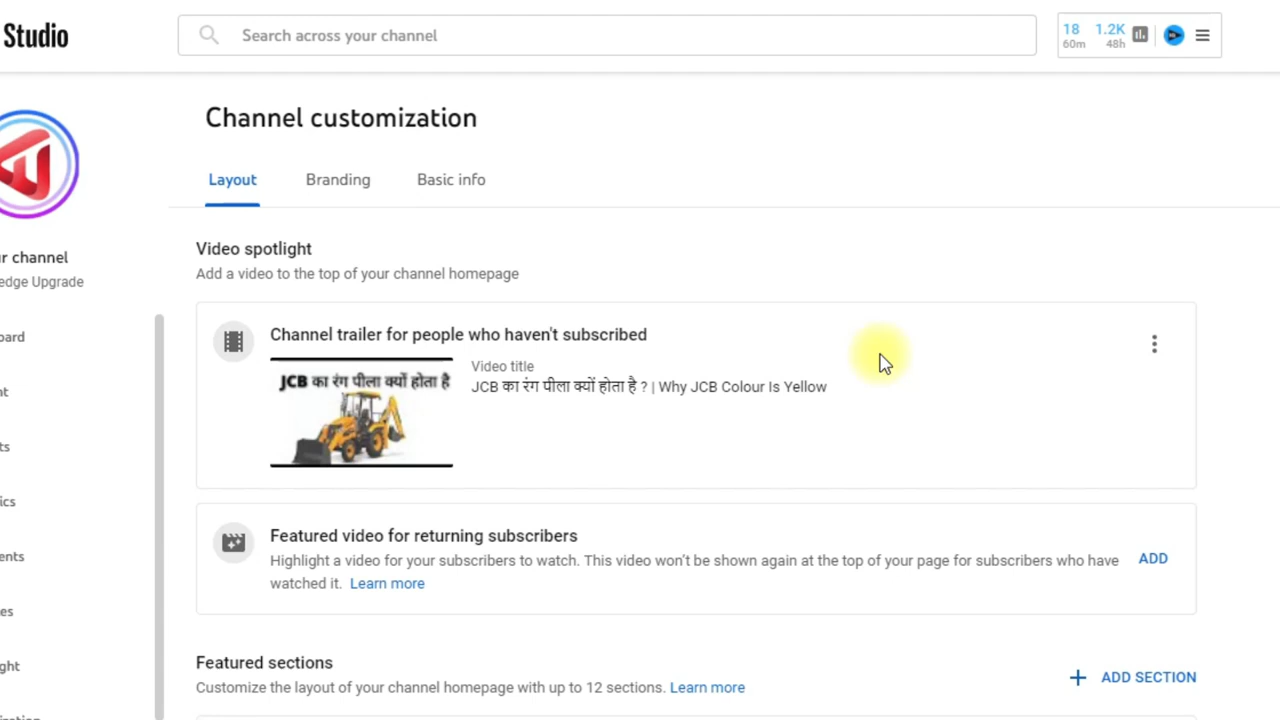 Studio
Search across your channel
18 1.2K
60m 48h
Channel customization
Layout Branding Basic info
r channel
edge Upgrade
Video spotlight
Add a video to the top of your channel homepage
Channel trailer for people who haven't subscribed
JCB का रंग पीला क्यों होता है
Video title
JCB का रंग पीला क्यों होता है ? | Why JCB Colour Is Yellow
Featured video for returning subscribers
Highlight a video for your subscribers to watch. This video won't be shown again at the top of your page for subscribers who have
watched it. Learn more
ADD
Featured sections
Customize the layout of your channel homepage with up to 12 sections. Learn more
ADD SECTION
oard
nt
ts
ics
ents
es
ght